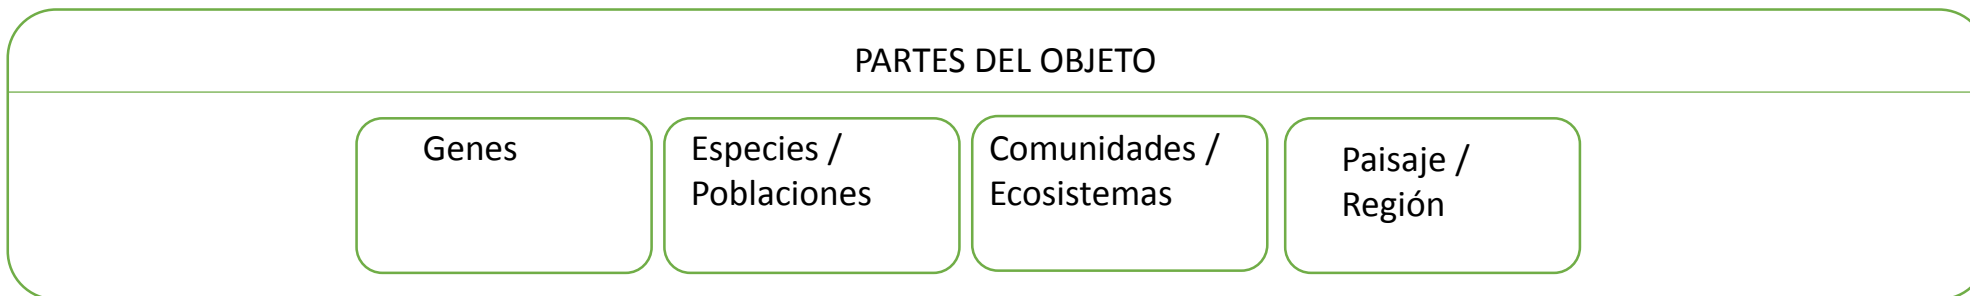 PARTES DEL OBJETO
Genes
Especies /
Poblaciones
Comunidades /
Ecosistemas
Paisaje /
Región